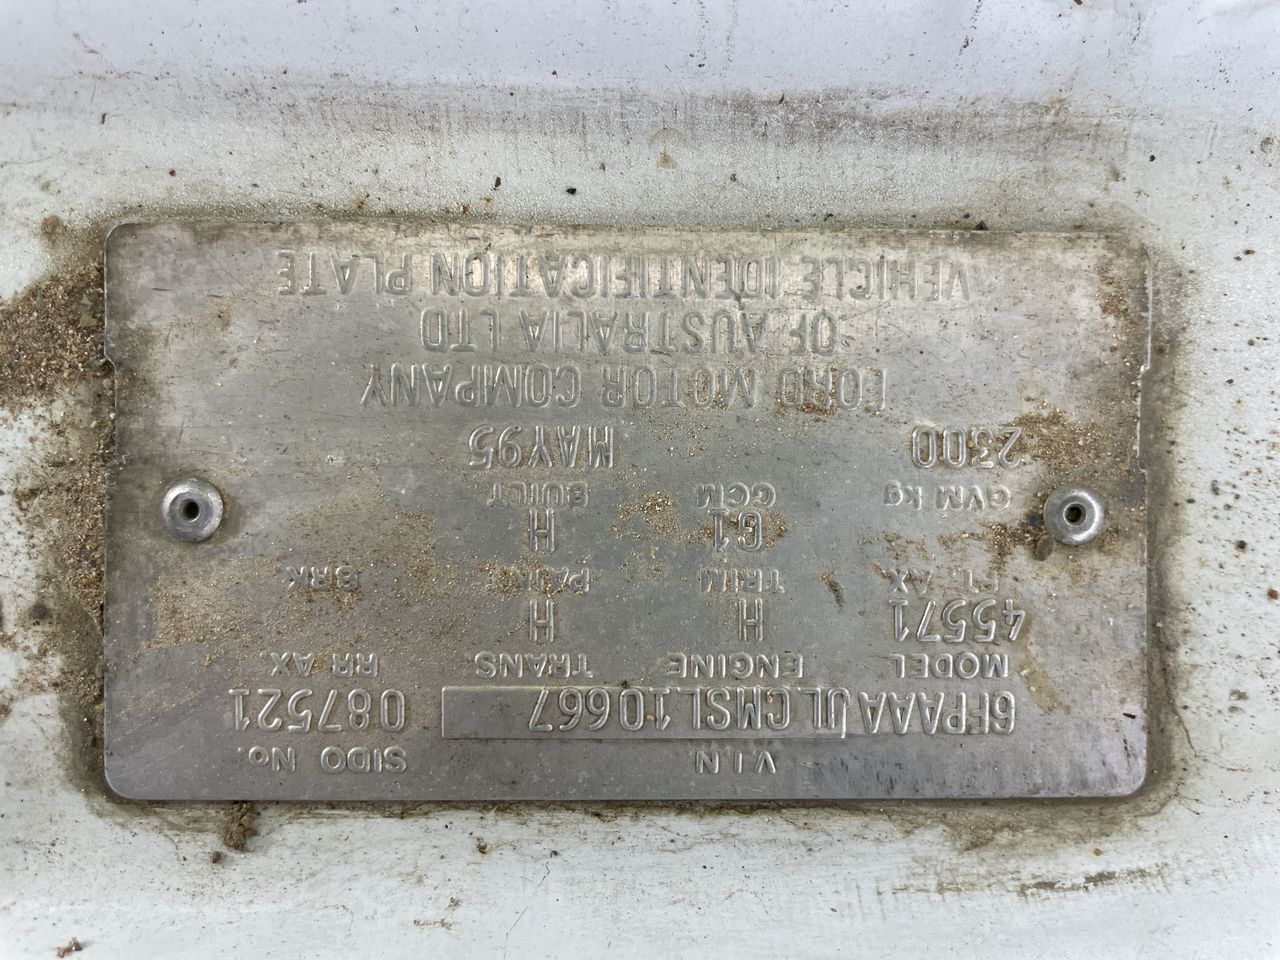 V.I.N SIDO No.
6FPAAAJLCMSL10667 087521
MODEL ENGINE TRANS. RR AX.
45571 H H
FT. AX TRIM PAINT BRK
G1 H
GVM kg GCM BUILT
2300 MAY95
FORD MOTOR COMPANY
OF AUSTRALIA LTD
VEHICLE IDENTIFICATION PLATE